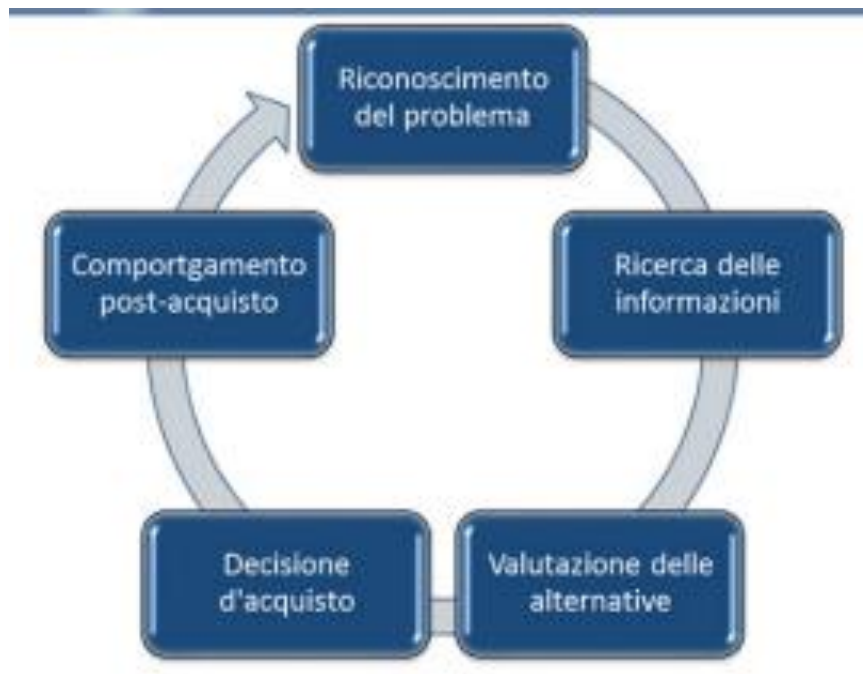 Riconoscimento
del problema
Ricerca delle
informazioni
Valutazione delle
alternative
Decisione
d'acquisto
Comportgamento
post-acquisto